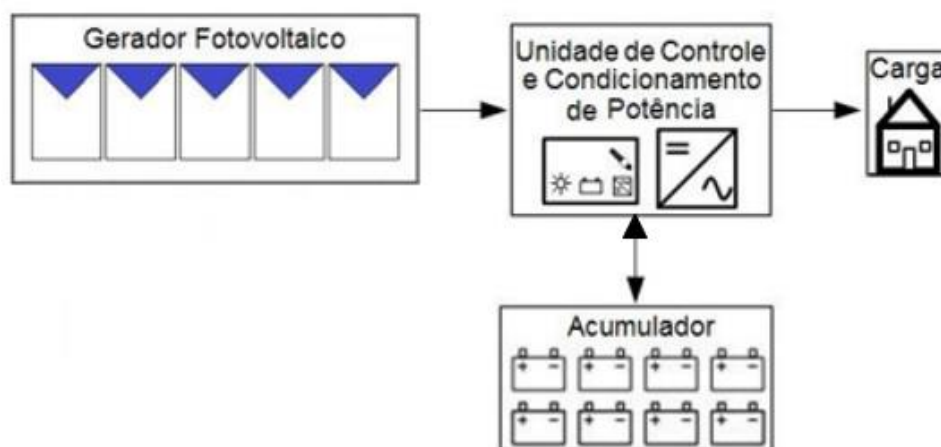 Gerador Fotovoltaico
Unidade de Controle
e Condicionamento
de Potência
Carga
Acumulador